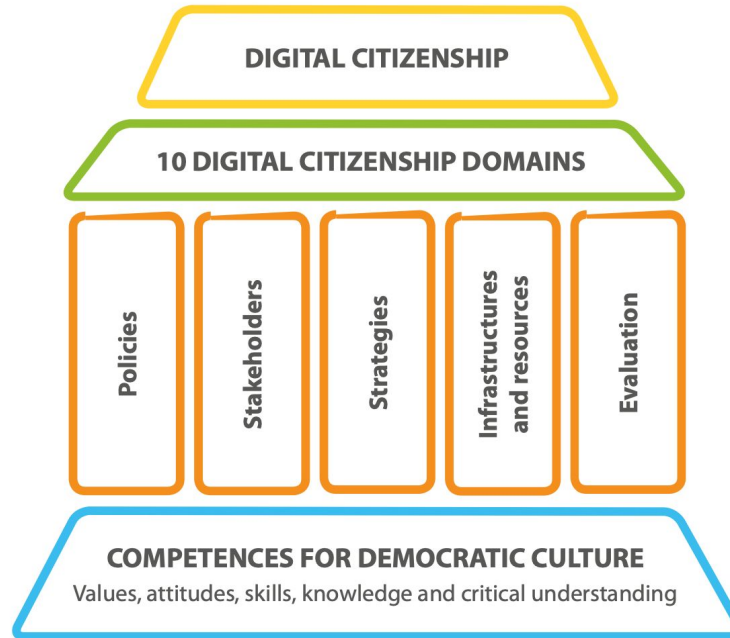 DIGITAL CITIZENSHIP
10 DIGITAL CITIZENSHIP DOMAINS
Policies
Stakeholders
Strategies
Infrastructures
and resources
Evaluation
COMPETENCES FOR DEMOCRATIC CULTURE
Values, attitudes, skills, knowledge and critical understanding